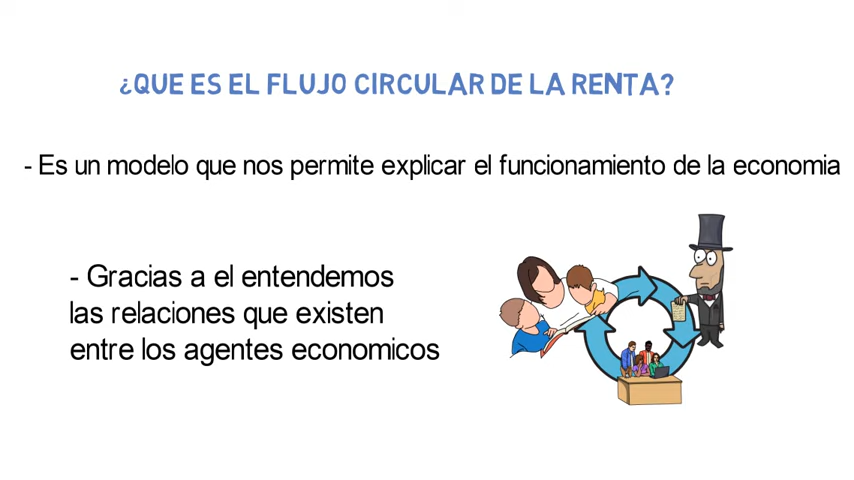 ¿QUE ES EL FLUJO CIRCULAR DE LA RENTA?
- Es un modelo que nos permite explicar el funcionamiento de la economia
- Gracias a el entendemos
las relaciones que existen
entre los agentes economicos